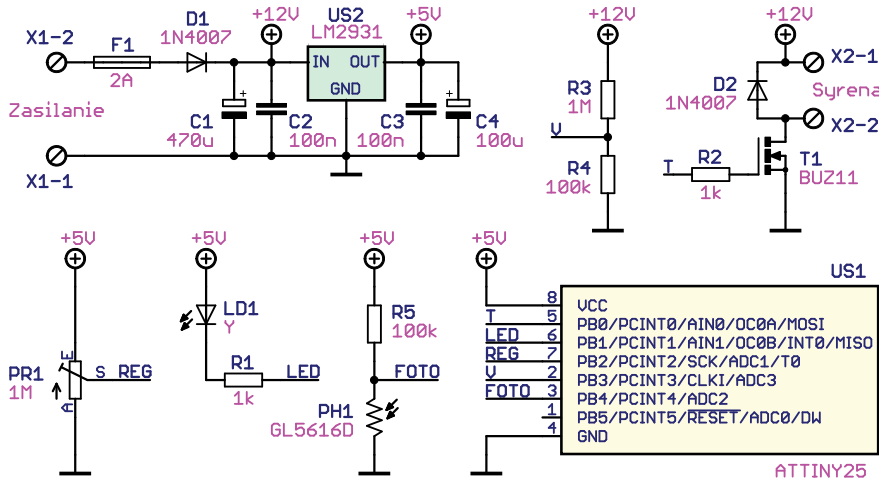 X1-2
F1
2A
D1
1N4007
+12V
US2
LM2931
IN OUT
GND
+5V
Zasilanie
+
C1
470u
C2
100n
C3
100n
+
C4
100u
X1-1
+12V
R3
1M
V
R4
100k
+12V
X2-1
D2
1N4007
Syrena
X2-2
T
R2
1k
T1
BUZ11
+5V
PR1
1M
E
S REG
A
+5V
LD1
Y
R1
1k
LED
+5V
R5
100k
FOTO
PH1
GL5616D
+5V
US1
8 VCC
T 5 PB0/PCINT0/AIN0/OC0A/MOSI
LED 6 PB1/PCINT1/AIN1/OC0B/INT0/MISO
REG 7 PB2/PCINT2/SCK/ADC1/T0
V 2 PB3/PCINT3/CLKI/ADC3
FOTO 3 PB4/PCINT4/ADC2
1 PB5/PCINT5/RESET/ADC0/DW
4 GND
ATTINY25